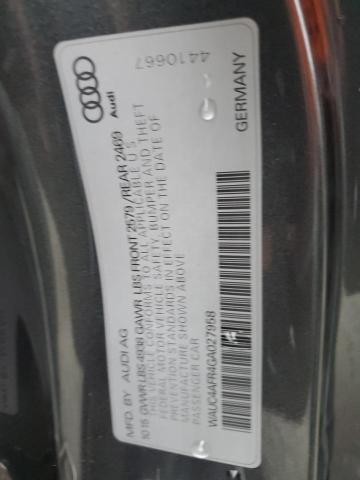 Audi
4410667
MFD. BY AUDI AG
10 15 GVWR LBS 4938 GAWR LBS FRONT 2579 / REAR 2469
THIS VEHICLE CONFORMS TO ALL APPLICABLE U S
FEDERAL MOTOR VEHICLE SAFETY, BUMPER AND THEFT
PREVENTION STANDARDS IN EFFECT ON THE DATE OF
MANUFACTURE SHOWN ABOVE
WAUC4AFR4GA027958
PASSENGER CAR
GERMANY